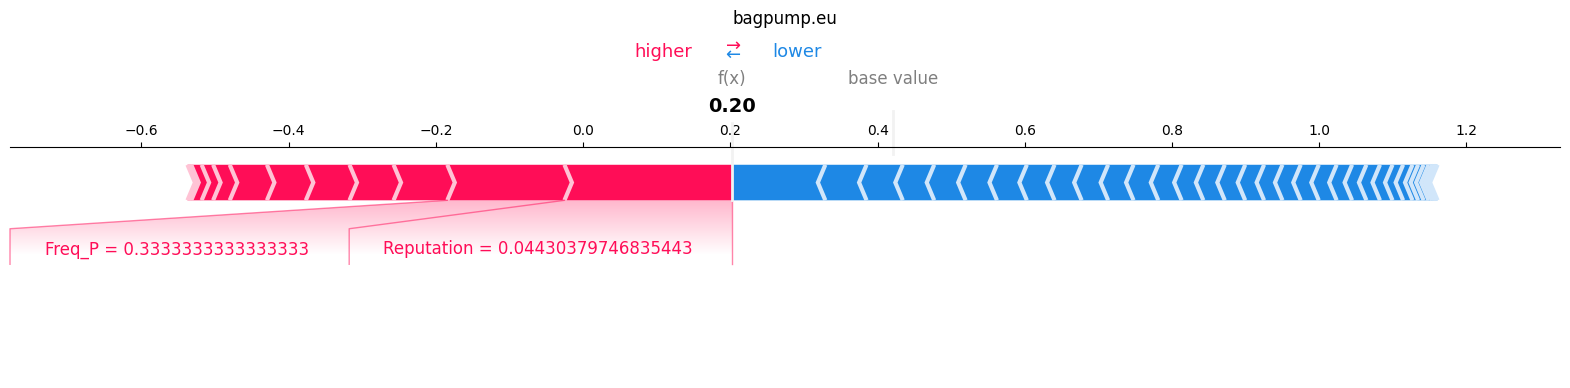 bagpump.eu
higher ⇄ lower
f(x) base value
0.20
−0.6 −0.4 −0.2 0.0 0.2 0.4 0.6 0.8 1.0 1.2
Freq_P = 0.3333333333333333 Reputation = 0.04430379746835443